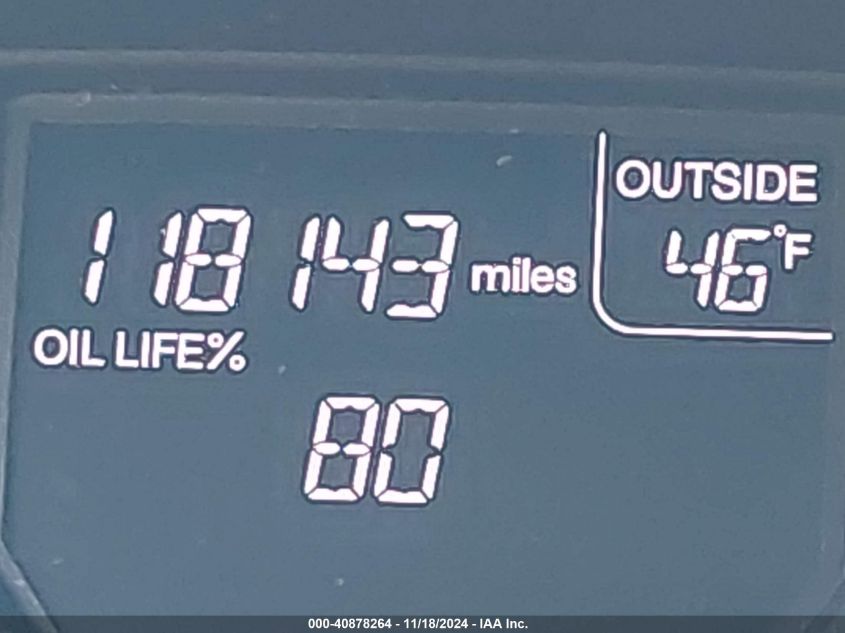 OUTSIDE
118143 miles 46°F
OIL LIFE%
80
000-40878264 - 11/18/2024 - IAA Inc.